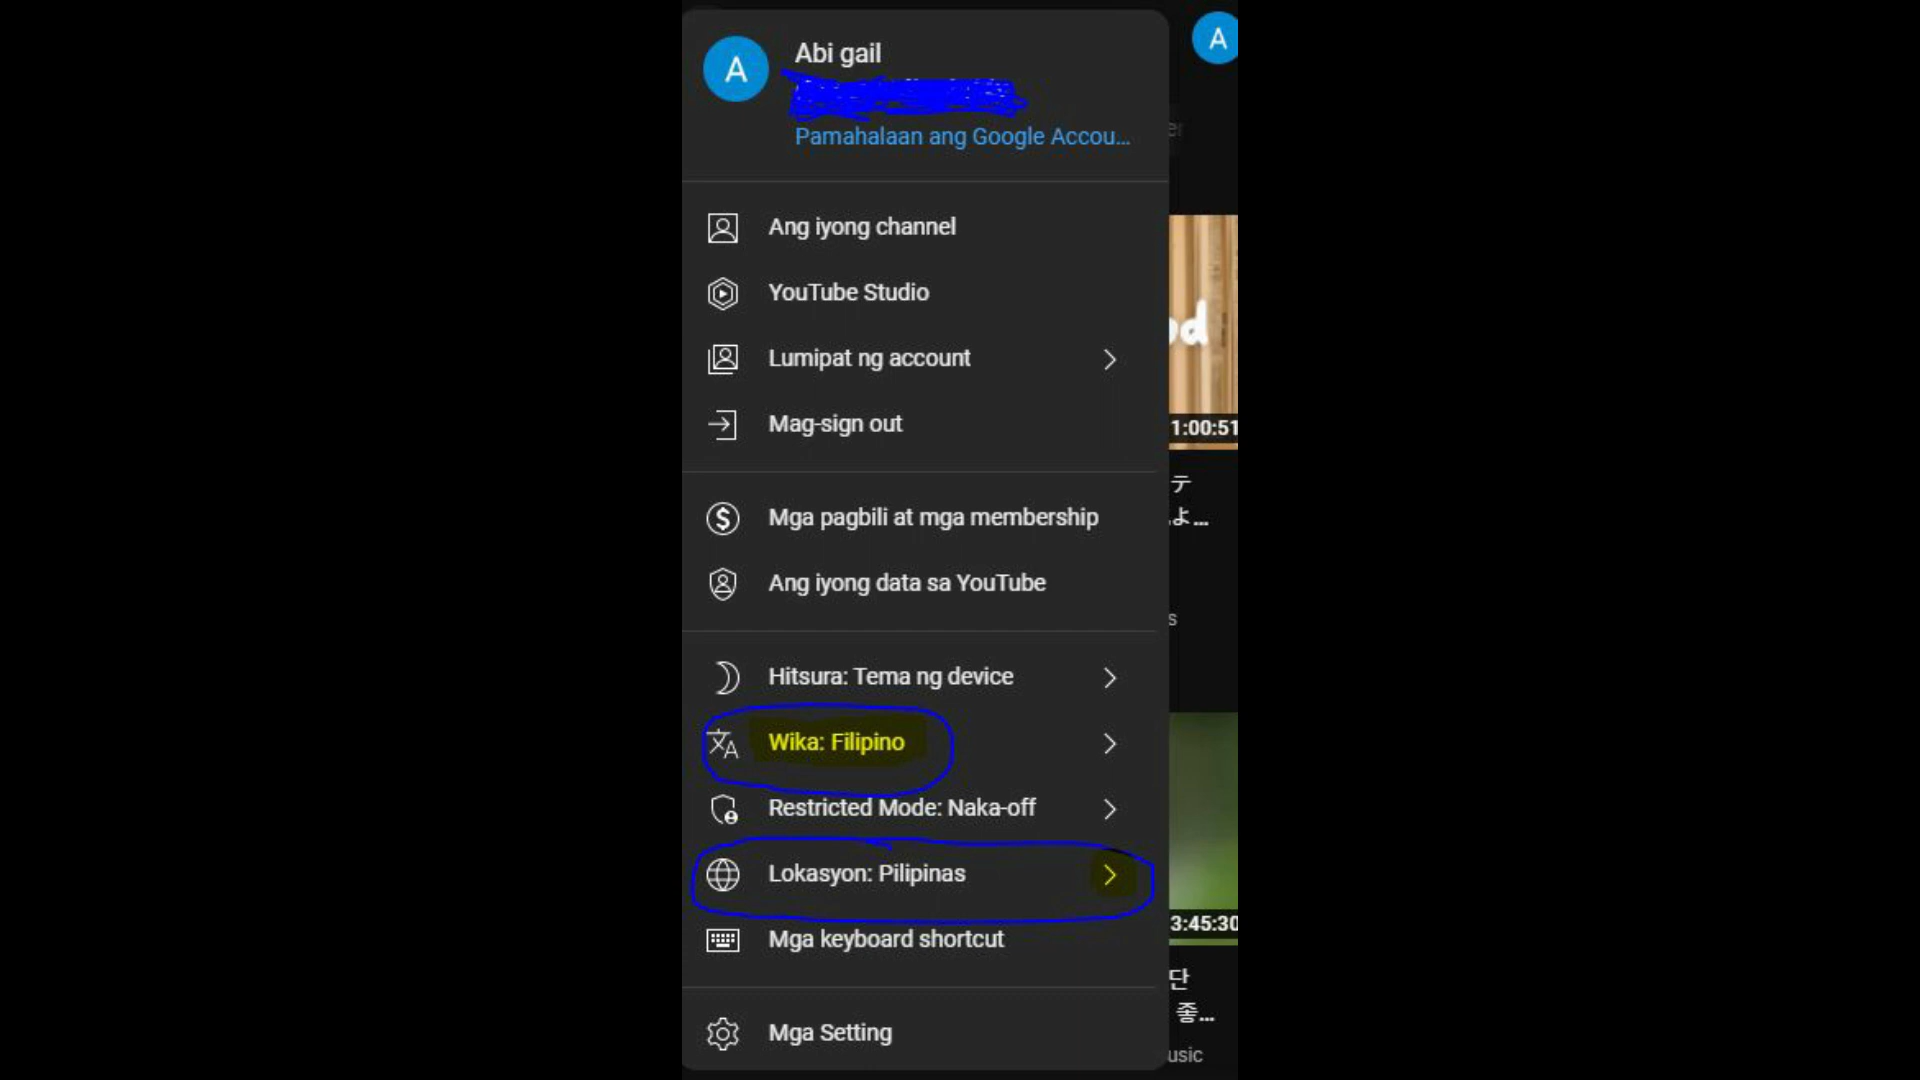 Abi gail
A
A
Pamahalaan ang Google Accou...
Ang iyong channel
YouTube Studio
Lumipat ng account
Mag-sign out
1:00:51
テ
よ...
Mga pagbili at mga membership
Ang iyong data sa YouTube
s
Hitsura: Tema ng device
Wika: Filipino
Restricted Mode: Naka-off
Lokasyon: Pilipinas
3:45:30
Mga keyboard shortcut
단
좋...
Mga Setting
usic